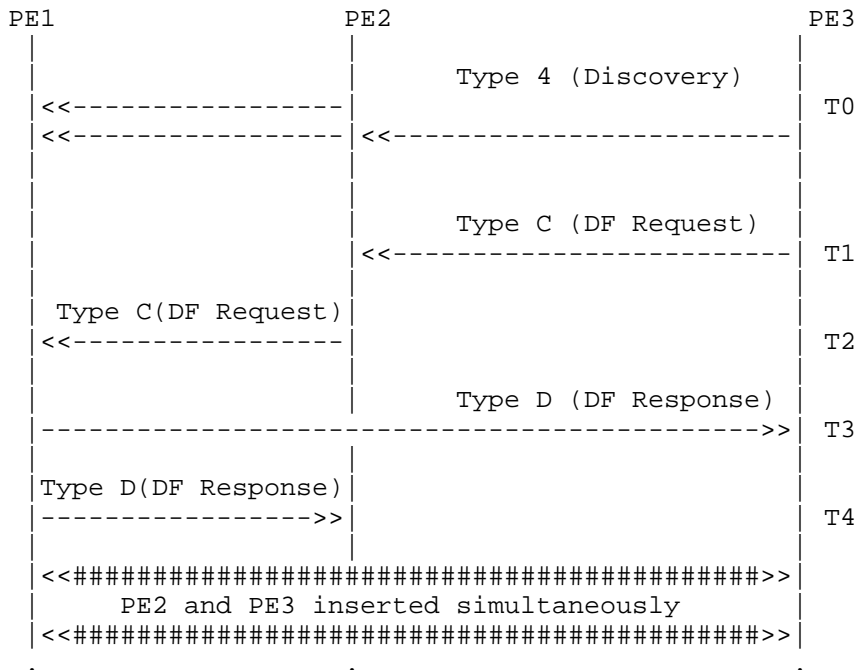 PE1 PE2 PE3
Type 4 (Discovery)
<<----------------- T0
<<----------------- <<-------------------------
Type C (DF Request)
<<------------------------- T1
Type C(DF Request)
<<----------------- T2
Type D (DF Response)
--------------------------------------------->> T3
Type D(DF Response)
----------------->> T4
<<###########################################>>
PE2 and PE3 inserted simultaneously
<<###########################################>>